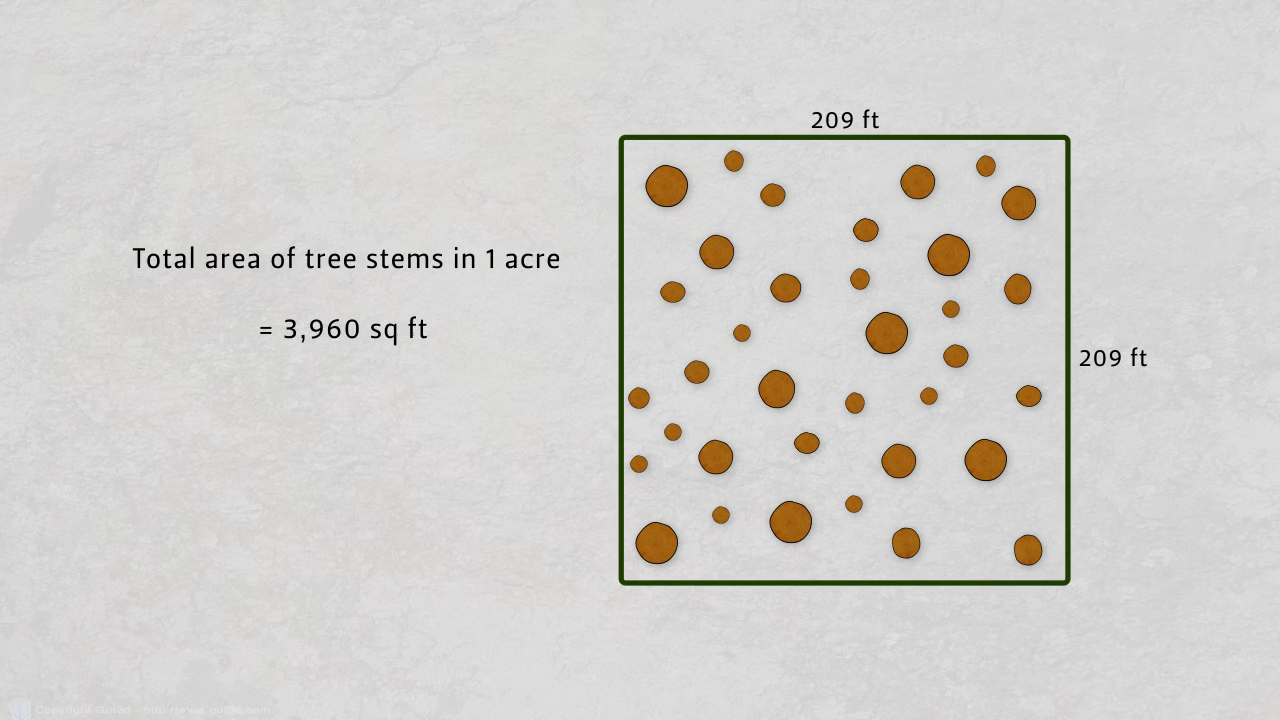 209 ft
Total area of tree stems in 1 acre
= 3,960 sq ft
209 ft